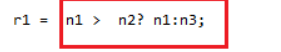 r1 = n1 > n2? n1:n3;